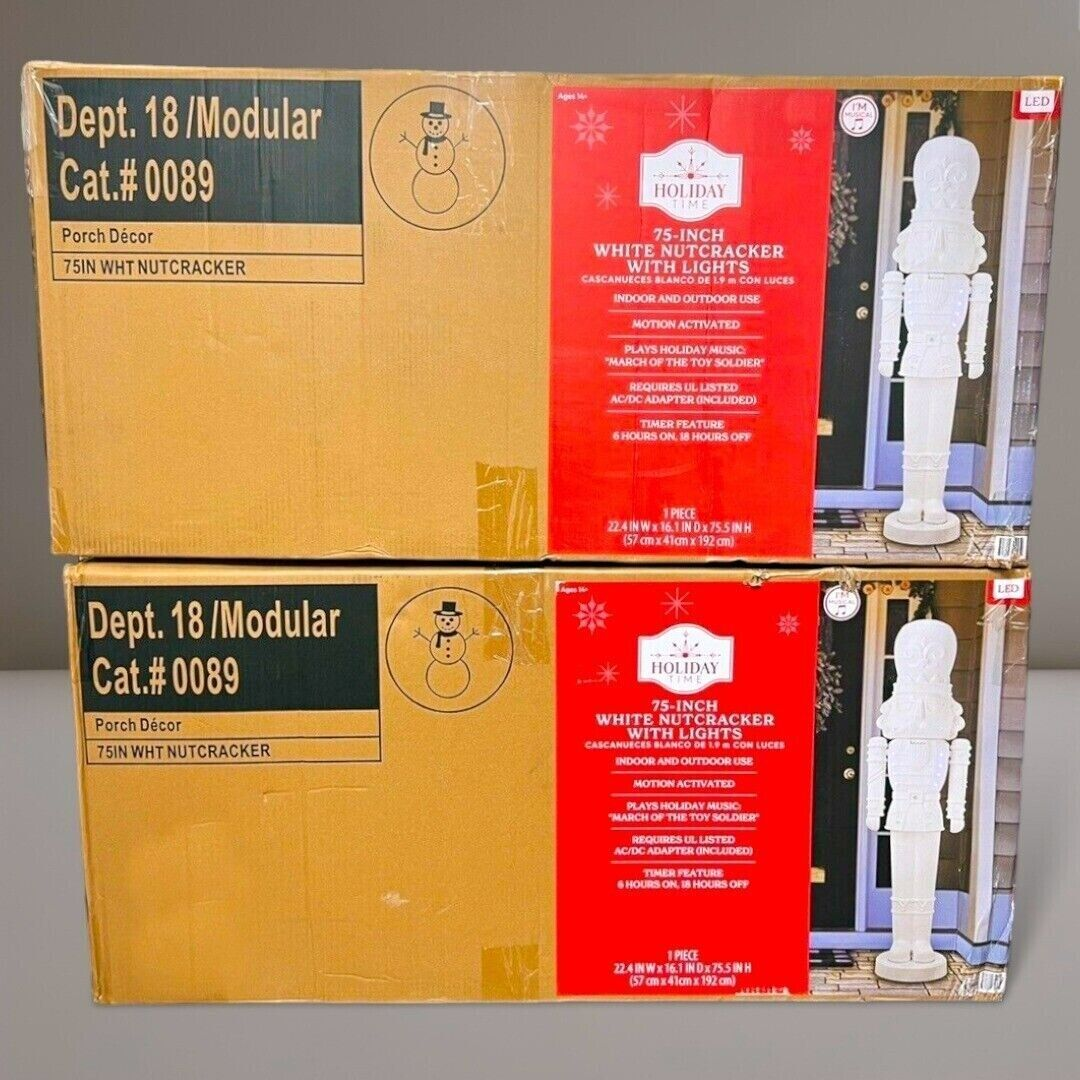 Dept. 18 /Modular
Cat.# 0089
Porch Décor
75IN WHT NUTCRACKER
Ages 14+
HOLIDAY
TIME
75-INCH
WHITE NUTCRACKER
WITH LIGHTS
CASCANUECES BLANCO DE 1.9 m CON LUCES
INDOOR AND OUTDOOR USE
MOTION ACTIVATED
PLAYS HOLIDAY MUSIC:
"MARCH OF THE TOY SOLDIER"
REQUIRES UL LISTED
AC/DC ADAPTER (INCLUDED)
TIMER FEATURE
6 HOURS ON, 18 HOURS OFF
1 PIECE
22.4 IN W x 16.1 IN D x 75.5 IN H
(57 cm x 41cm x 192 cm)
I'M
MUSICAL
LED
Dept. 18 /Modular
Cat.# 0089
Porch Décor
75IN WHT NUTCRACKER
Ages 14+
HOLIDAY
TIME
75-INCH
WHITE NUTCRACKER
WITH LIGHTS
CASCANUECES BLANCO DE 1.9 m CON LUCES
INDOOR AND OUTDOOR USE
MOTION ACTIVATED
PLAYS HOLIDAY MUSIC:
"MARCH OF THE TOY SOLDIER"
REQUIRES UL LISTED
AC/DC ADAPTER (INCLUDED)
TIMER FEATURE
6 HOURS ON, 18 HOURS OFF
1 PIECE
22.4 IN W x 16.1 IN D x 75.5 IN H
(57 cm x 41cm x 192 cm)
I'M
MUSICAL
LED